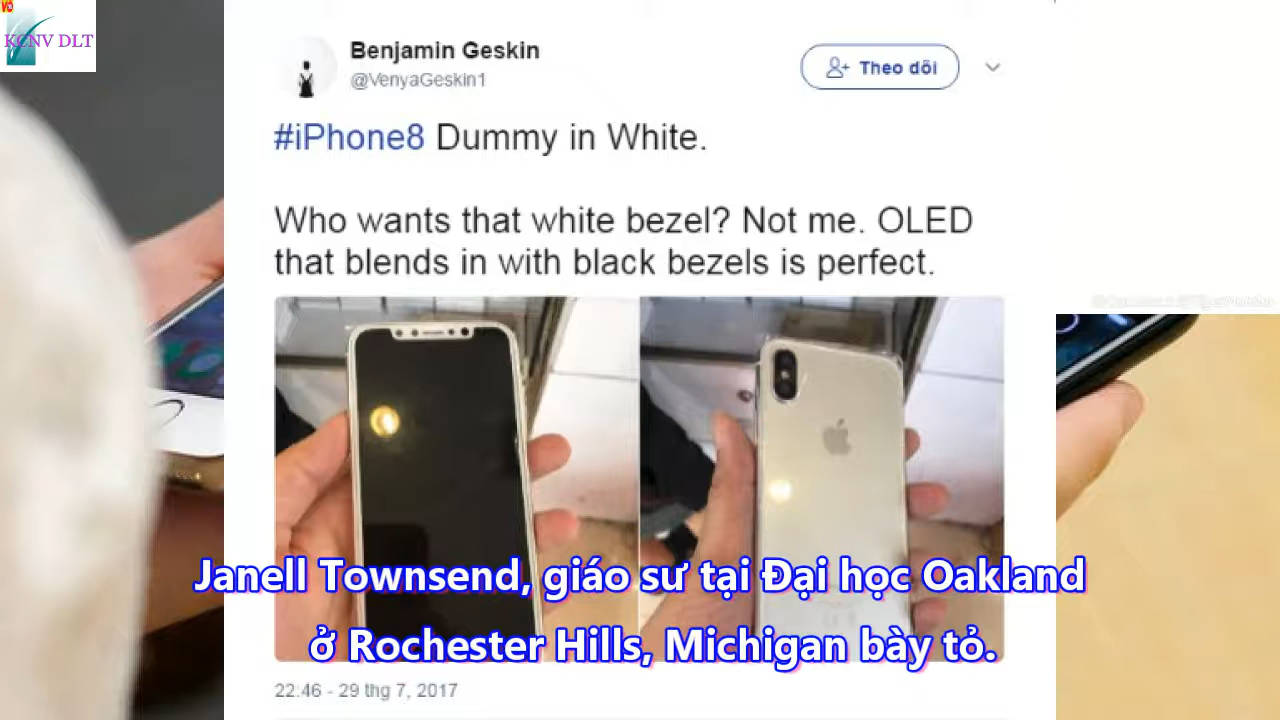 VÕ
KCNV DLT
Benjamin Geskin
@VenyaGeskin1
Theo dõi
#iPhone8 Dummy in White.
Who wants that white bezel? Not me. OLED
that blends in with black bezels is perfect.
Janell Townsend, giáo sư tại Đại học Oakland
ở Rochester Hills, Michigan bày tỏ.
22:46 - 29 thg 7, 2017